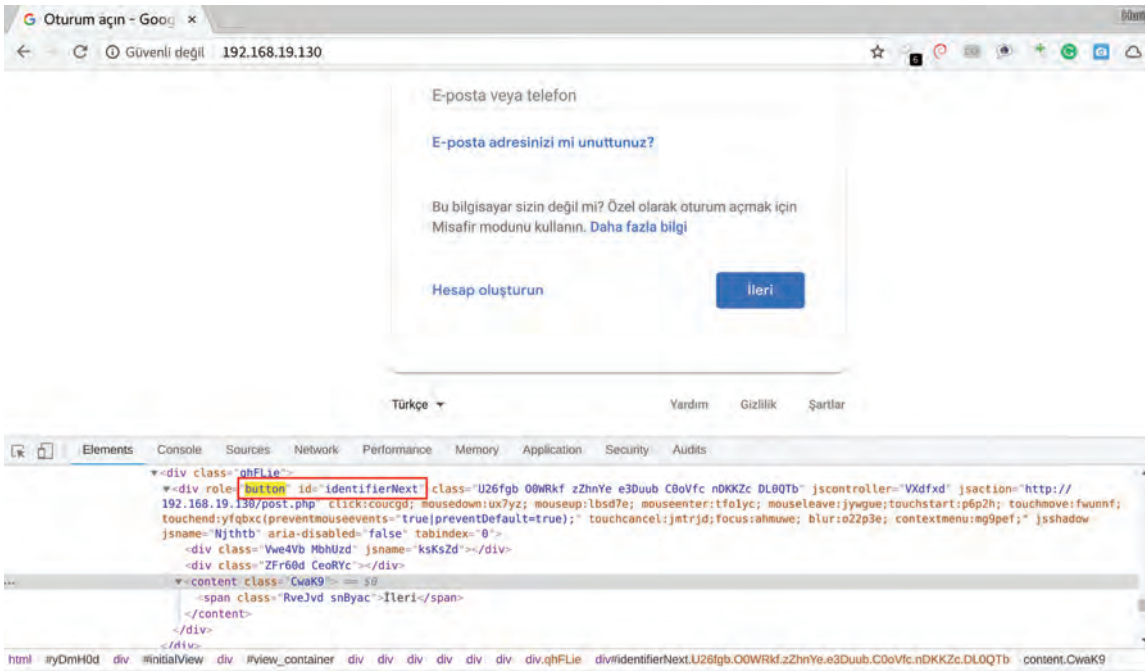 G Oturum açın - Goog ×
Güvenli değil 192.168.19.130
6
E-posta veya telefon
E-posta adresinizi mi unuttunuz?
Bu bilgisayar sizin değil mi? Özel olarak oturum açmak için
Misafir modunu kullanın. Daha fazla bilgi
Hesap oluşturun İleri
Türkçe Yardım Gizlilik Şartlar
Elements Console Sources Network Performance Memory Application Security Audits
▼<div class="qhFLie">
▼<div role="button" id="identifierNext" class="U26fgb O0WRkf zZhnYe e3Duub C0oVfc nDKKZc DL0QTb" jscontroller="VXdfxd" jsaction="http://
192.168.19.130/post.php" click:coucgd; mousedown:ux7yz; mouseup:lbsd7e; mouseenter:tfo1yc; mouseleave:jywgue;touchstart:p6p2h; touchmove:fwunnf;
touchend:yfqbxc(preventmouseevents="true|preventDefault=true);" touchcancel:jmtrjd;focus:ahmuwe; blur:o22p3e; contextmenu:mg9pef;" jsshadow
jsname="Njthtb" aria-disabled="false" tabindex="0">
<div class="Vwe4Vb MbhUzd" jsname="ksKsZd"></div>
<div class="ZFr60d CeoRYc"></div>
... ▼<content class="CwaK9"> == $0
<span class="RveJvd snByac">İleri</span>
</content>
</div>
</div>
html #yDmH0d div #initialView div #view_container div div div div div div div.qhFLie div#identifierNext.U26fgb.O0WRkf.zZhnYe.e3Duub.C0oVfc.nDKKZc.DL0QTb content.CwaK9